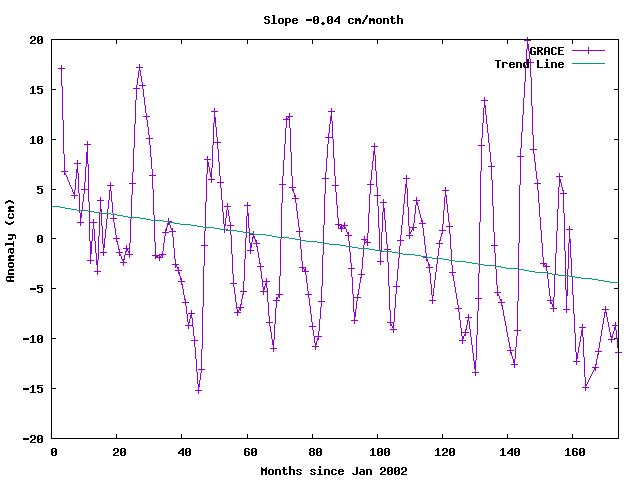 Slope -0.04 cm/month
GRACE
Trend Line
20
15
10
5
0
-5
-10
-15
-20
Anomaly (cm)
0 20 40 60 80 100 120 140 160
Months since Jan 2002